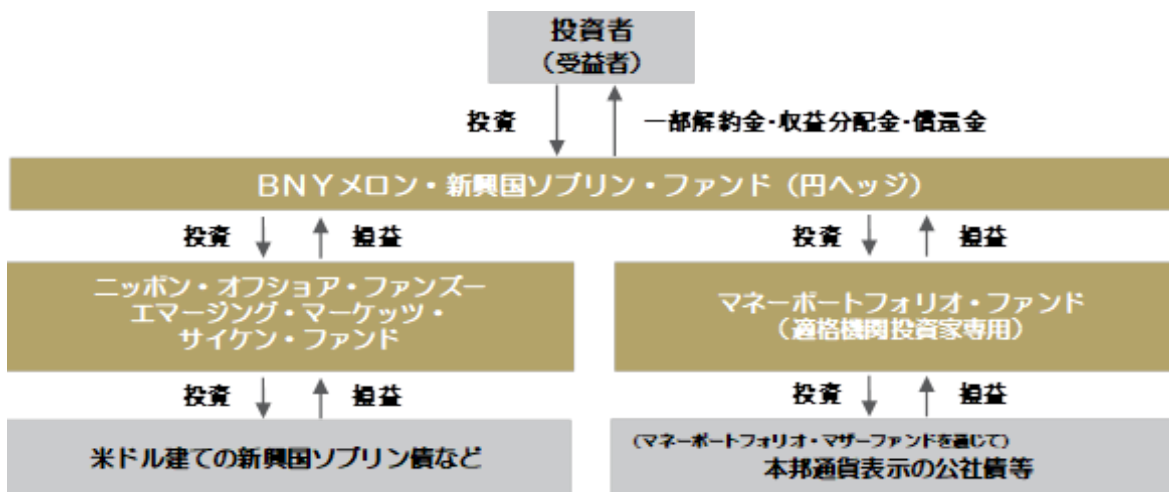 投資者
（受益者）
投資
一部解約金・収益分配金・償還金
ＢＮＹメロン・新興国ソブリン・ファンド（円ヘッジ）
投資
損益
投資
損益
ニッポン・オフショア・ファンズー
エマージング・マーケッツ・
サイケン・ファンド
マネーポートフォリオ・ファンド
（適格機関投資家専用）
投資
損益
投資
損益
米ドル建ての新興国ソブリン債など
（マネーポートフォリオ・マザーファンドを通じて）
本邦通貨表示の公社債等